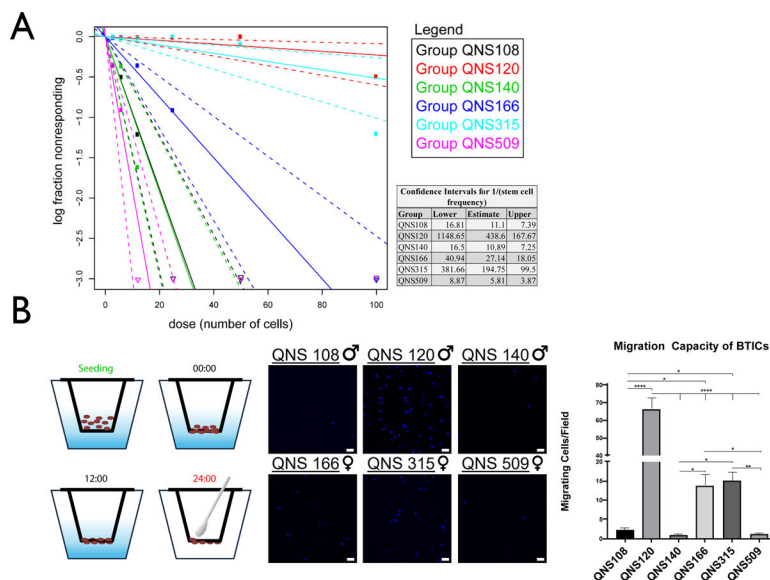 A
Legend
Group QNS108
Group QNS120
Group QNS140
Group QNS166
Group QNS315
Group QNS509
log fraction nonresponding
0.0
-0.5
-1.0
-1.5
-2.0
-2.5
-3.0
0 20 40 60 80 100
dose (number of cells)
Confidence Intervals for 1/(stem cell
frequency)
Group Lower Estimate Upper
QNS108 16.81 11.1 7.39
QNS120 1148.65 438.6 167.67
QNS140 16.5 10.89 7.25
QNS166 40.94 27.14 18.05
QNS315 381.66 194.75 99.5
QNS509 8.87 5.81 3.87
B
Seeding 00:00
12:00 24:00
QNS 108♂ QNS 120♂ QNS 140♂
QNS 166♀ QNS 315♀ QNS 509♀
Migration Capacity of BTICs
Migrating Cells/Field
80
70
60
50
40
20
15
10
5
0
*
*
**** ****
*
*
* **
QNS108 QNS120 QNS140 QNS166 QNS315 QNS509